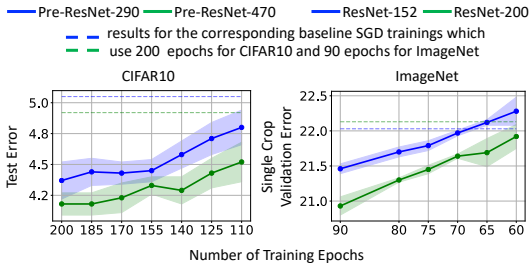 Pre-ResNet-290 Pre-ResNet-470 ResNet-152 ResNet-200
results for the corresponding baseline SGD trainings which
use 200 epochs for CIFAR10 and 90 epochs for ImageNet
CIFAR10 ImageNet
Test Error
5.0
4.8
4.5
4.2
200 185 170 155 140 125 110
Single Crop
Validation Error
22.5
22.0
21.5
21.0
90 80 75 70 65 60
Number of Training Epochs